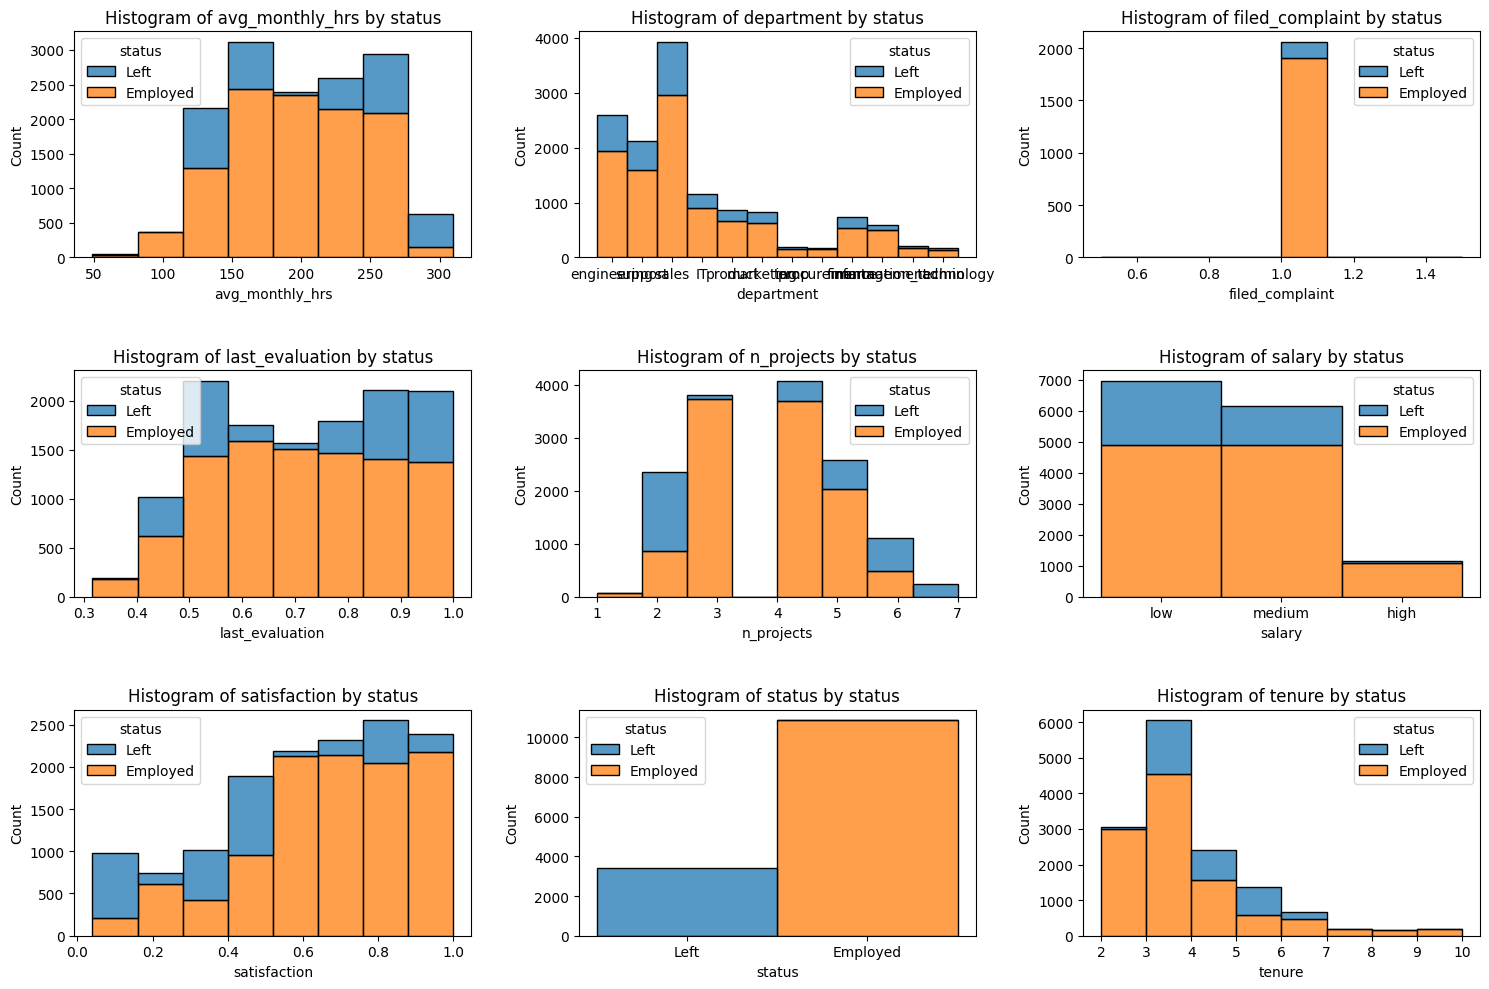 Histogram of avg_monthly_hrs by status
status
Left
Employed
Count
3000
2500
2000
1500
1000
500
0
50 100 150 200 250 300
avg_monthly_hrs
Histogram of department by status
status
Left
Employed
Count
4000
3000
2000
1000
0
engineering support sales IT product marketing
department
Histogram of filed_complaint by status
status
Left
Employed
Count
2000
1500
1000
500
0
0.6 0.8 1.0 1.2 1.4
filed_complaint
Histogram of last_evaluation by status
status
Left
Employed
Count
2000
1500
1000
500
0
0.3 0.4 0.5 0.6 0.7 0.8 0.9 1.0
last_evaluation
Histogram of n_projects by status
status
Left
Employed
Count
4000
3000
2000
1000
0
1 2 3 4 5 6 7
n_projects
Histogram of salary by status
status
Left
Employed
Count
7000
6000
5000
4000
3000
2000
1000
0
low medium high
salary
Histogram of satisfaction by status
status
Left
Employed
Count
2500
2000
1500
1000
500
0
0.0 0.2 0.4 0.6 0.8 1.0
satisfaction
Histogram of status by status
status
Left
Employed
Count
10000
8000
6000
4000
2000
0
Left Employed
status
Histogram of tenure by status
status
Left
Employed
Count
6000
5000
4000
3000
2000
1000
0
2 3 4 5 6 7 8 9 10
tenure